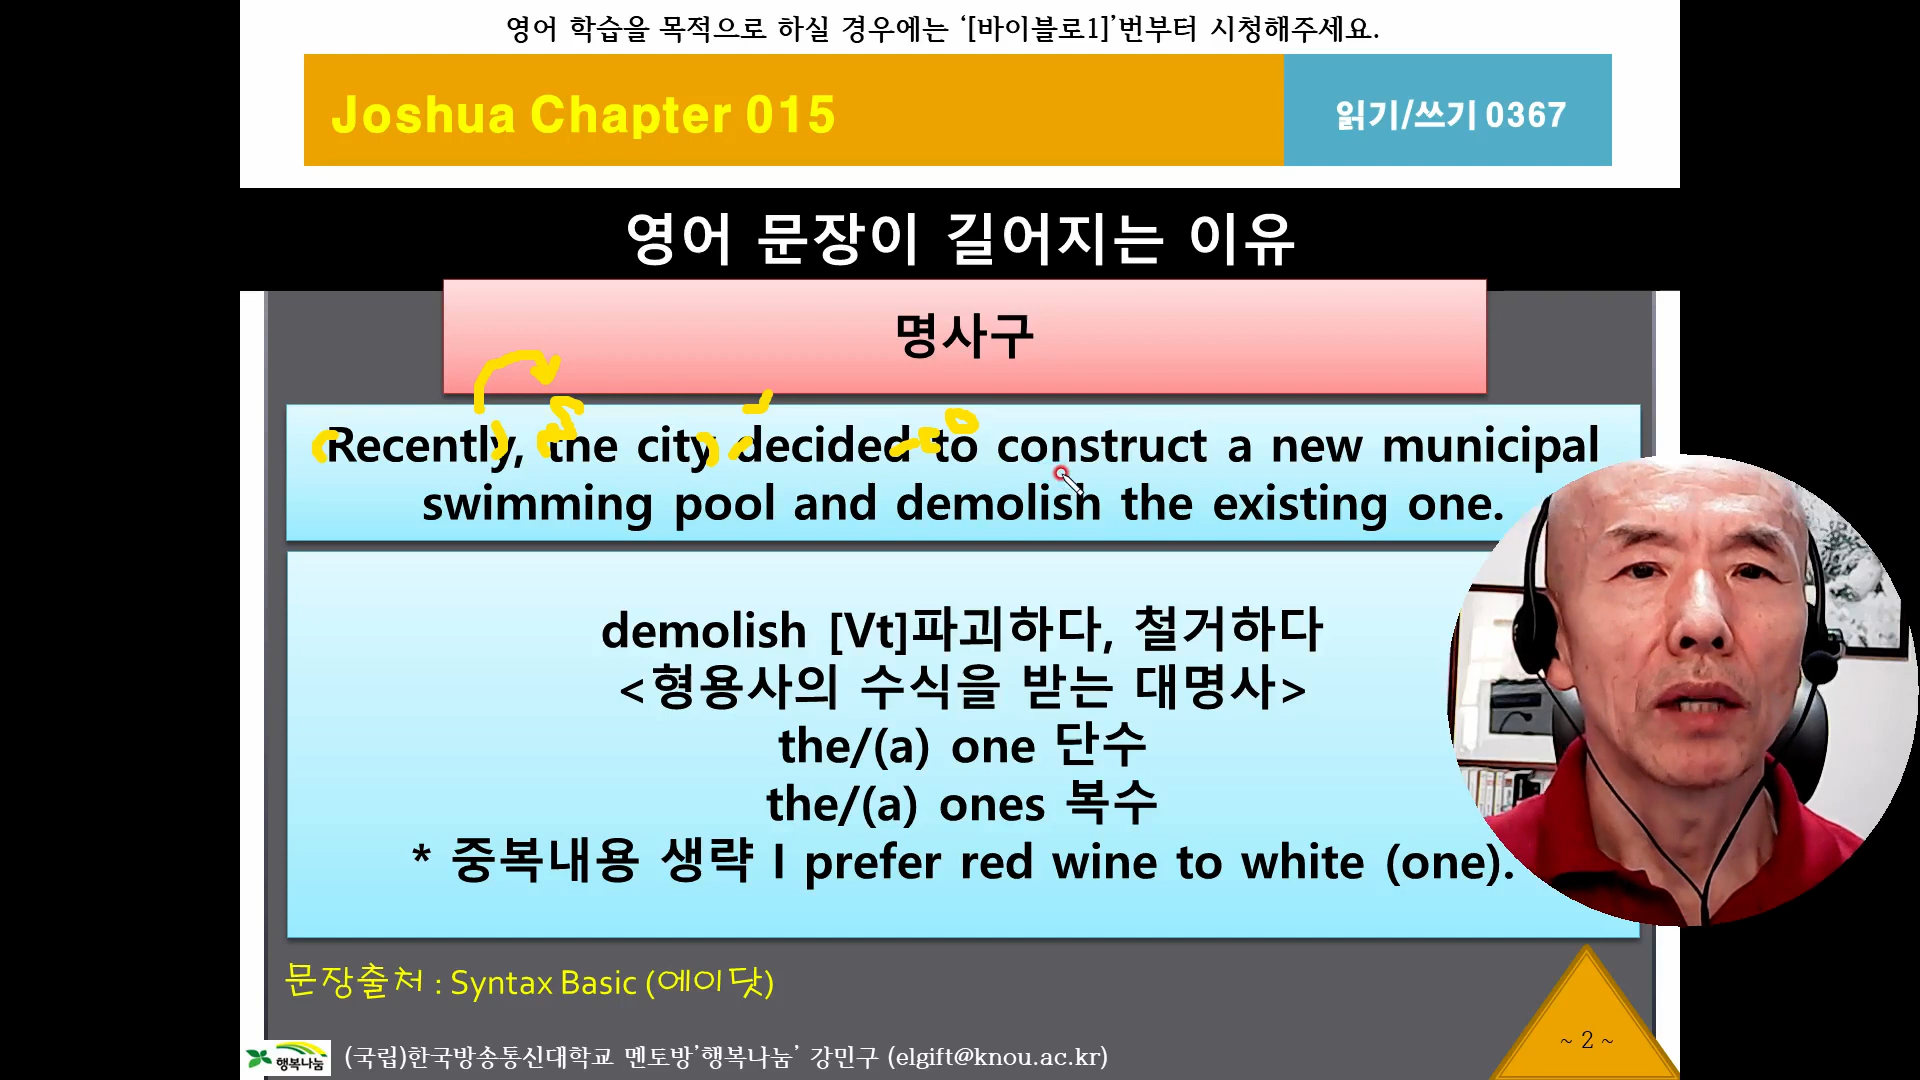 영어 학습을 목적으로 하실 경우에는 ‘[바이블로1]’번부터 시청해주세요.
Joshua Chapter 015
읽기/쓰기 0367
영어 문장이 길어지는 이유
명사구
Recently, the city decided to construct a new municipal
swimming pool and demolish the existing one.
demolish [Vt]파괴하다, 철거하다
<형용사의 수식을 받는 대명사>
the/(a) one 단수
the/(a) ones 복수
* 중복내용 생략 I prefer red wine to white (one).
문장출처 : Syntax Basic (에이닷)
~ 2 ~
행복나눔
(국립)한국방송통신대학교 멘토방’행복나눔’ 강민구 (elgift@knou.ac.kr)